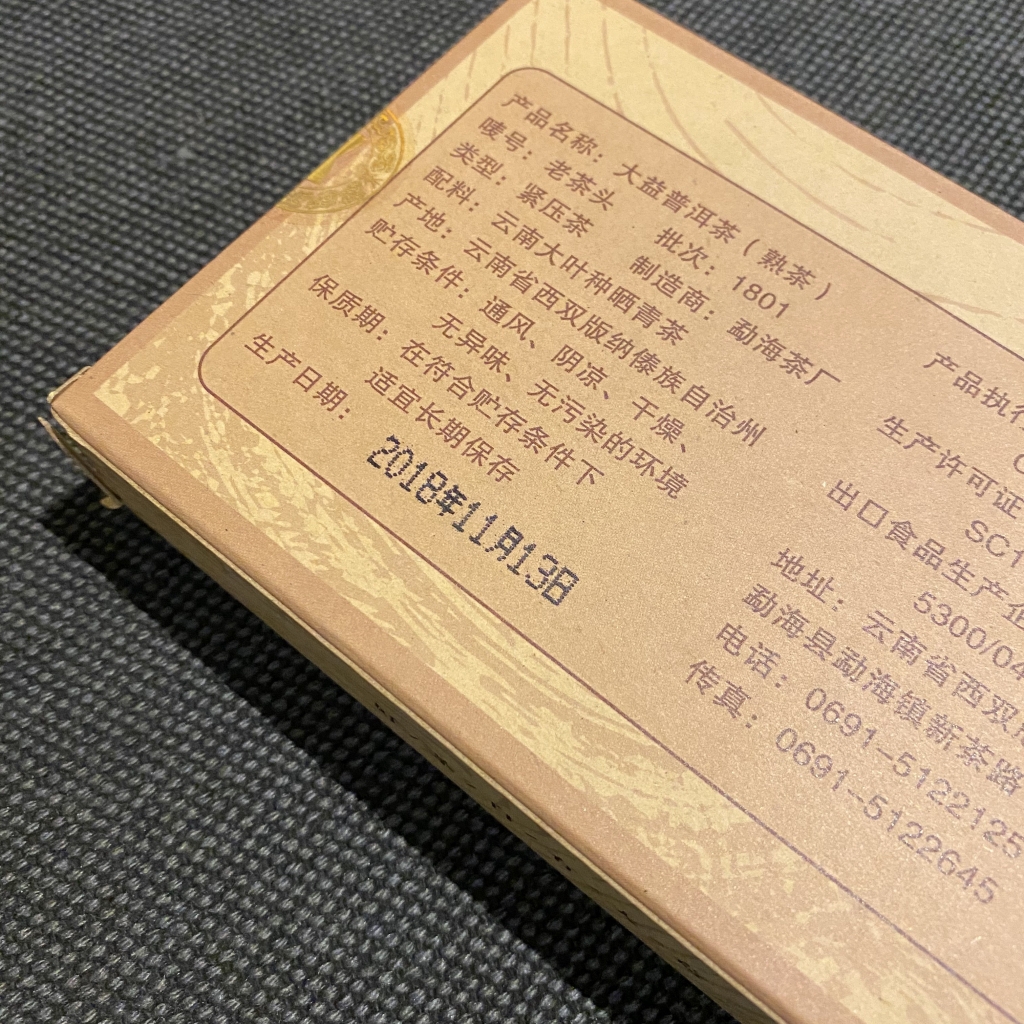 产品名称：大益普洱茶（熟茶）
唛号：老茶头 批次：1801
类型：紧压茶 制造商：勐海茶厂
配料：云南大叶种晒青茶
产地：云南省西双版纳傣族自治州
贮存条件：通风、阴凉、干燥、
无异味、无污染的环境
保质期：在符合贮存条件下
适宜长期保存
生产日期：
2018年11月13日
产品执行
生产许可证
SC1
出口食品生产企
5300/04
地址：云南省西双版
勐海县勐海镇新茶路
电话：0691-5122125
传真：0691-5122645